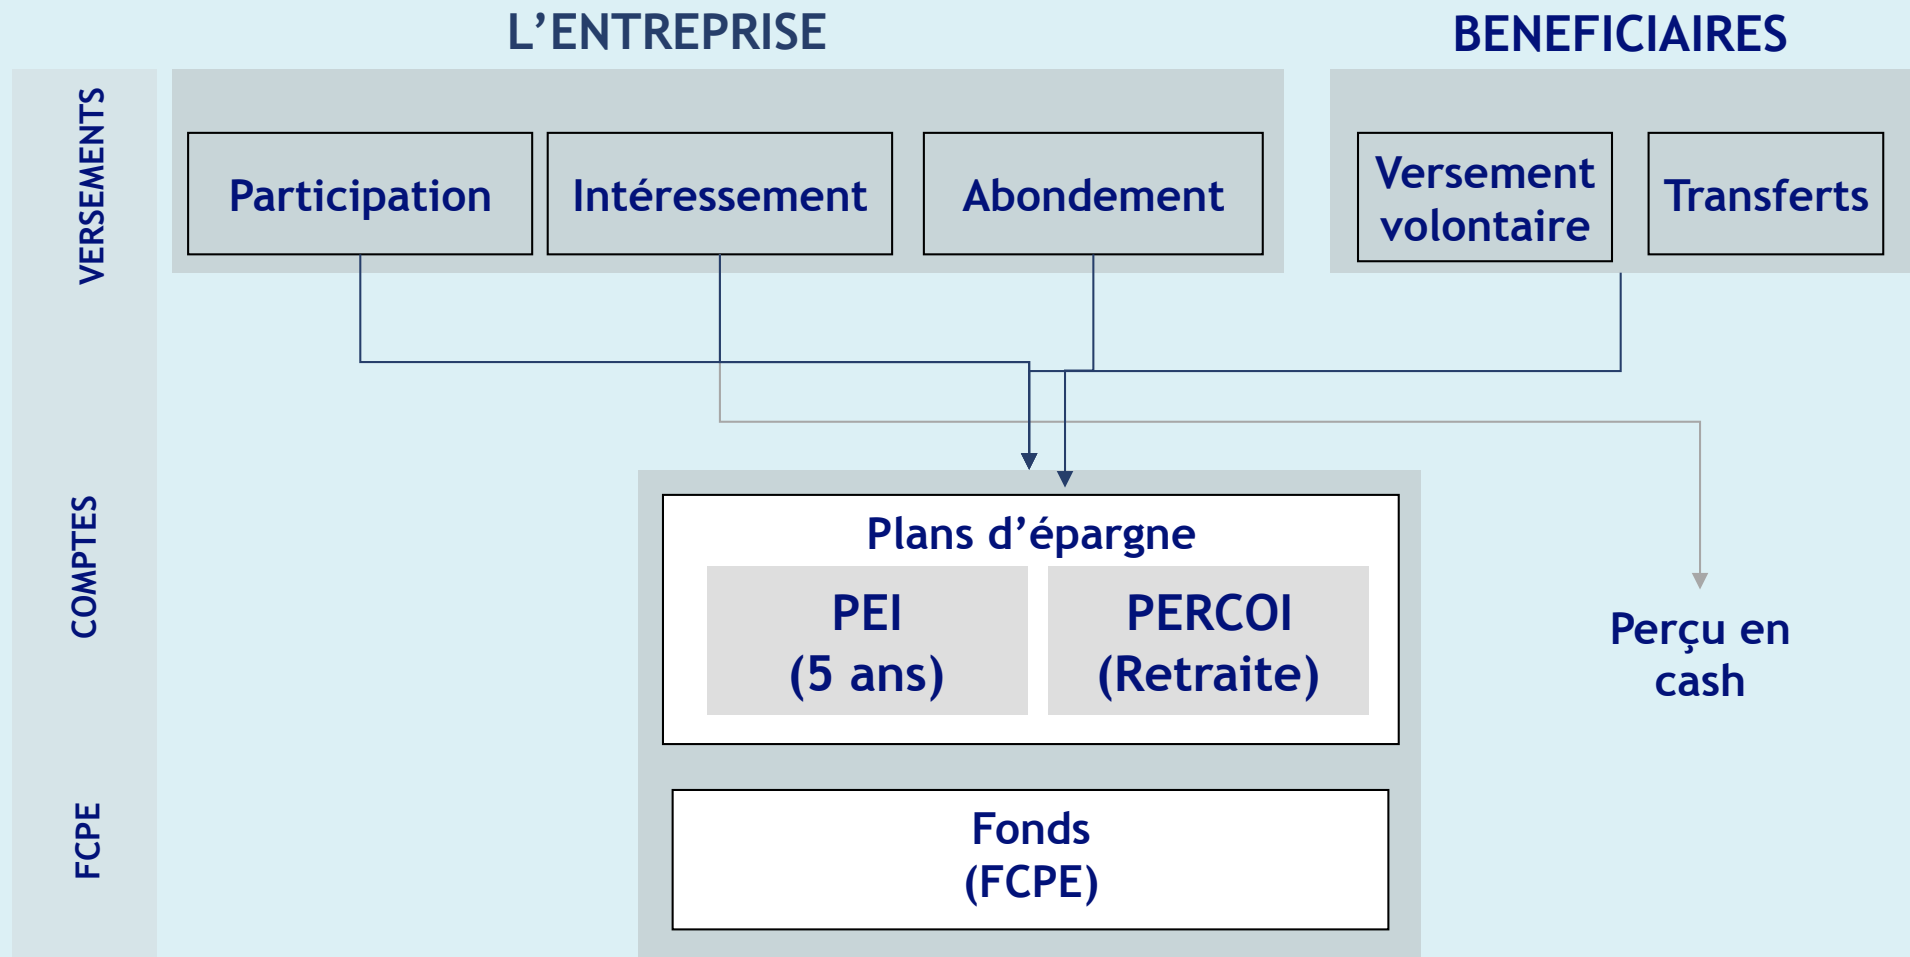 L’ENTREPRISE
BENEFICIAIRES
VERSEMENTS
Participation
Intéressement
Abondement
Versement
volontaire
Transferts
COMPTES
Plans d’épargne
PEI
(5 ans)
PERCOI
(Retraite)
Perçu en
cash
FCPE
Fonds
(FCPE)